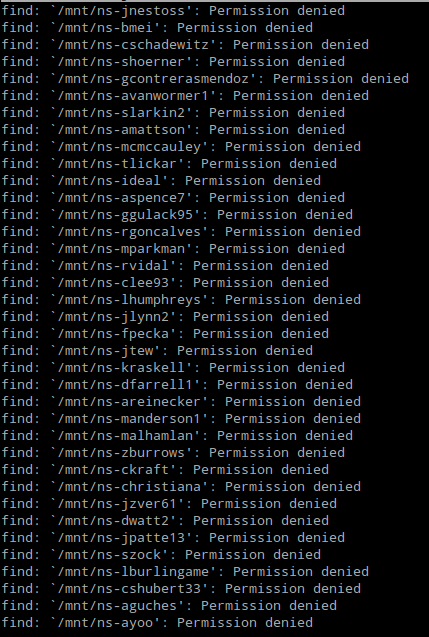 find: `/mnt/ns-jnestoss': Permission denied
find: `/mnt/ns-bmei': Permission denied
find: `/mnt/ns-cschadewitz': Permission denied
find: `/mnt/ns-shoerner': Permission denied
find: `/mnt/ns-gcontrerasmendoz': Permission denied
find: `/mnt/ns-avanwormer1': Permission denied
find: `/mnt/ns-slarkin2': Permission denied
find: `/mnt/ns-amattson': Permission denied
find: `/mnt/ns-mcmccauley': Permission denied
find: `/mnt/ns-tlickar': Permission denied
find: `/mnt/ns-ideal': Permission denied
find: `/mnt/ns-aspence7': Permission denied
find: `/mnt/ns-ggulack95': Permission denied
find: `/mnt/ns-rgoncalves': Permission denied
find: `/mnt/ns-mparkman': Permission denied
find: `/mnt/ns-rvidal': Permission denied
find: `/mnt/ns-clee93': Permission denied
find: `/mnt/ns-lhumphreys': Permission denied
find: `/mnt/ns-jlynn2': Permission denied
find: `/mnt/ns-fpecka': Permission denied
find: `/mnt/ns-jtew': Permission denied
find: `/mnt/ns-kraskell': Permission denied
find: `/mnt/ns-dfarrell1': Permission denied
find: `/mnt/ns-areinecker': Permission denied
find: `/mnt/ns-manderson1': Permission denied
find: `/mnt/ns-malhamlan': Permission denied
find: `/mnt/ns-zburrows': Permission denied
find: `/mnt/ns-ckraft': Permission denied
find: `/mnt/ns-christiana': Permission denied
find: `/mnt/ns-jzver61': Permission denied
find: `/mnt/ns-dwatt2': Permission denied
find: `/mnt/ns-jpatte13': Permission denied
find: `/mnt/ns-szock': Permission denied
find: `/mnt/ns-lburlingame': Permission denied
find: `/mnt/ns-cshubert33': Permission denied
find: `/mnt/ns-aguches': Permission denied
find: `/mnt/ns-ayoo': Permission denied